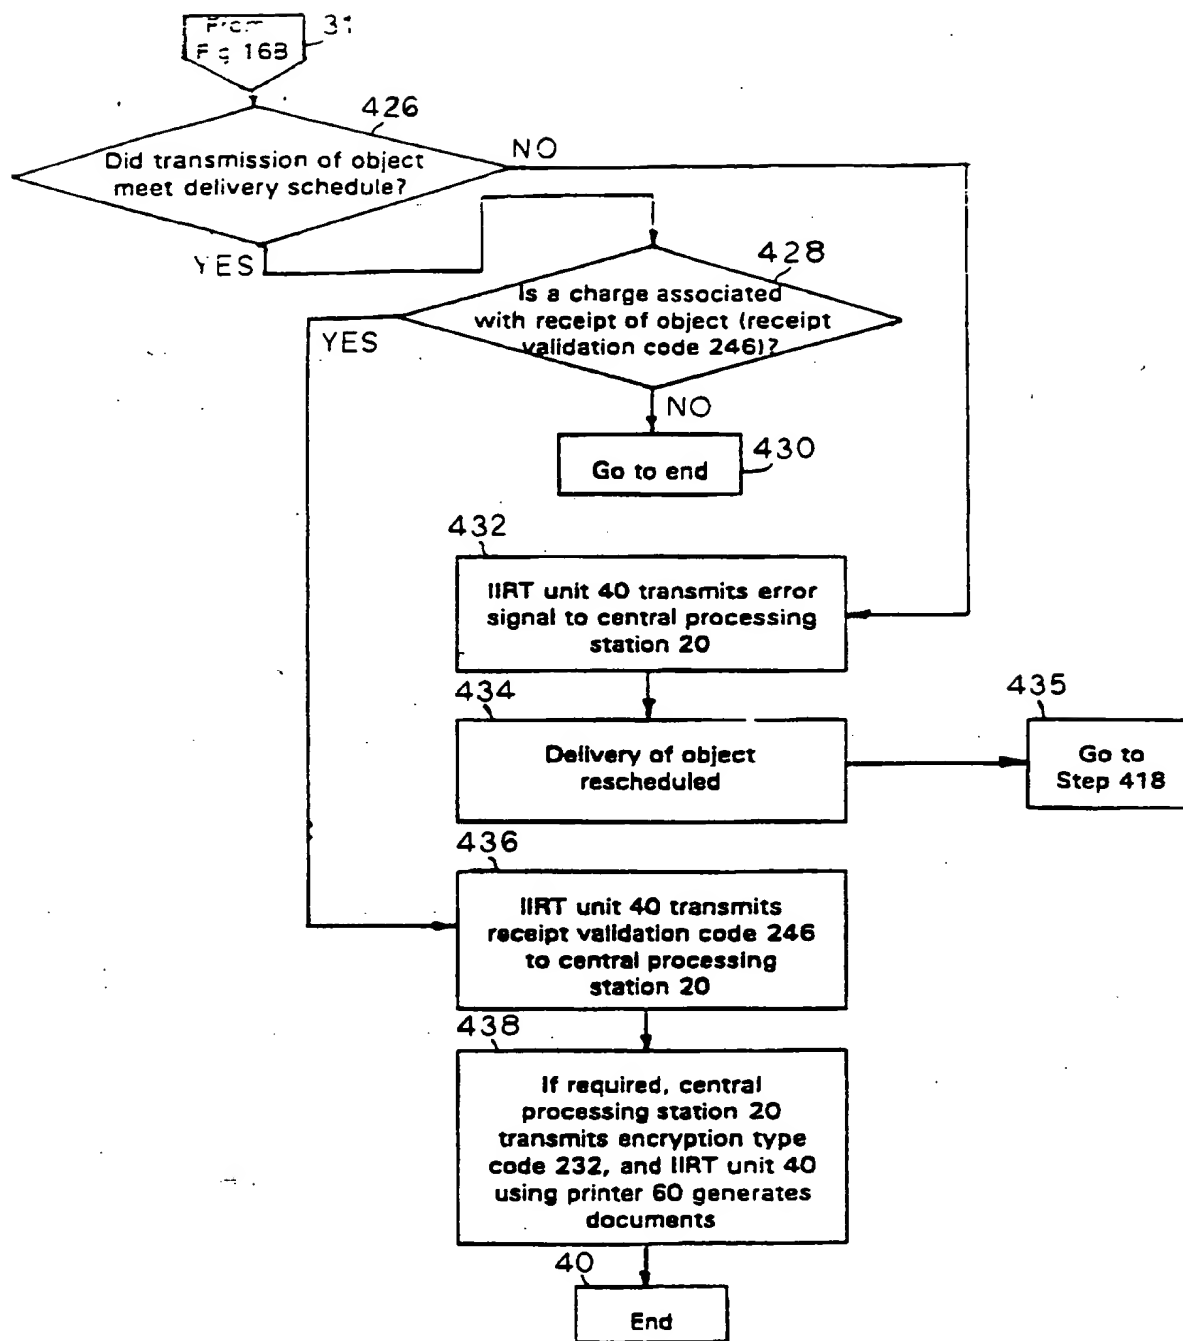 From
Fig 16B
31
426
Did transmission of object
meet delivery schedule?
NO
YES
428
Is a charge associated
with receipt of object (receipt
validation code 246)?
YES
NO
430
Go to end
432
IIRT unit 40 transmits error
signal to central processing
station 20
434
Delivery of object
rescheduled
435
Go to
Step 418
436
IIRT unit 40 transmits
receipt validation code 246
to central processing
station 20
438
If required, central
processing station 20
transmits encryption type
code 232, and IIRT unit 40
using printer 60 generates
documents
40
End